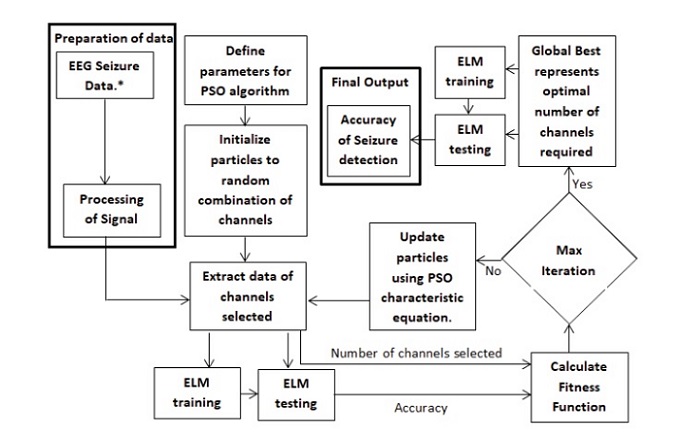 Preparation of data
EEG Seizure
Data.*
Processing
of Signal
Define
parameters for
PSO algorithm
Initialize
particles to
random
combination of
channels
Extract data of
channels
selected
ELM
training
ELM
testing
Number of channels selected
Accuracy
Calculate
Fitness
Function
Max
Iteration
No
Yes
Update
particles
using PSO
characteristic
equation.
Global Best
represents
optimal
number of
channels
required
ELM
training
ELM
testing
Final Output
Accuracy
of Seizure
detection